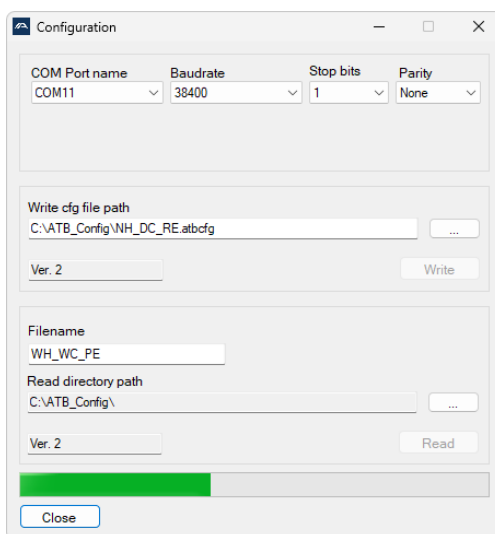 Configuration
COM Port name Baudrate Stop bits Parity
COM11 38400 1 None
Write cfg file path
C:\ATB_Config\NH_DC_RE.atbcfg ...
Ver. 2 Write
Filename
WH_WC_PE
Read directory path
C:\ATB_Config\ ...
Ver. 2 Read
Close